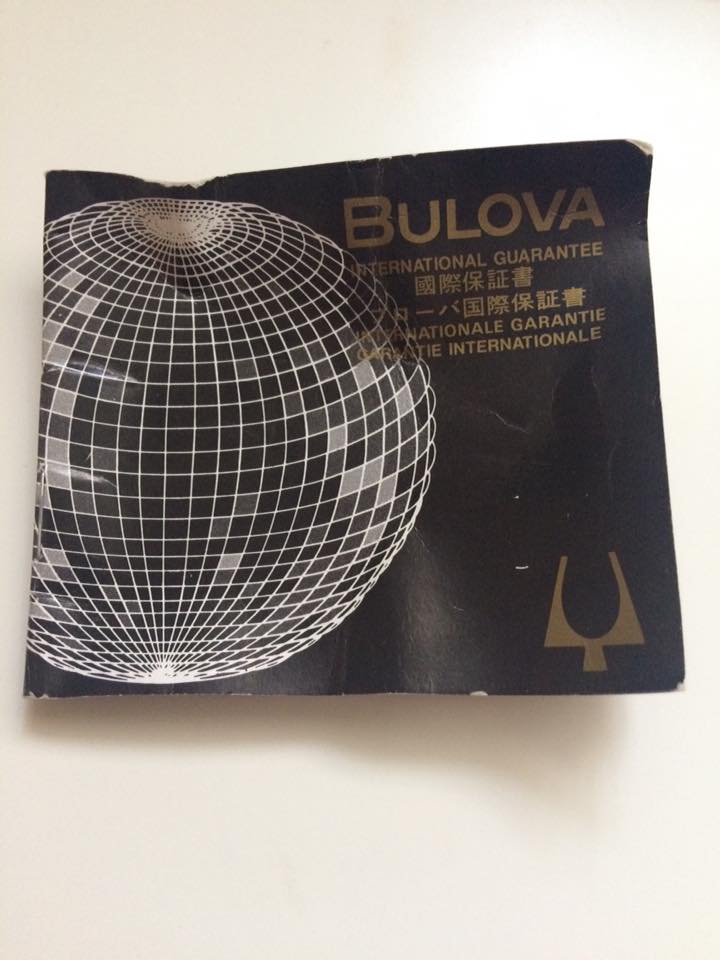 BULOVA
INTERNATIONAL GUARANTEE
國際保証書
ブローバ国際保証書
INTERNATIONALE GARANTIE
GARANTIE INTERNATIONALE